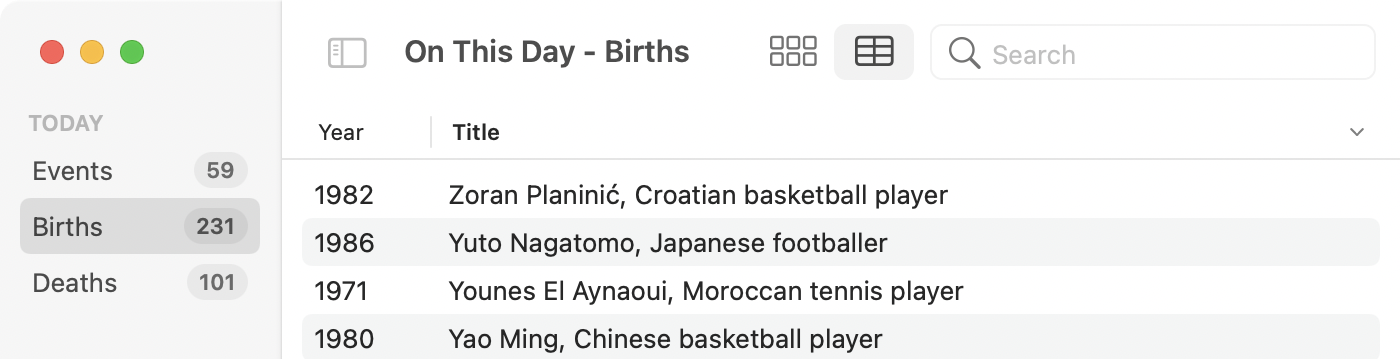 On This Day - Births
Search
TODAY
Events 59
Births 231
Deaths 101
Year Title
1982 Zoran Planinić, Croatian basketball player
1986 Yuto Nagatomo, Japanese footballer
1971 Younes El Aynaoui, Moroccan tennis player
1980 Yao Ming, Chinese basketball player